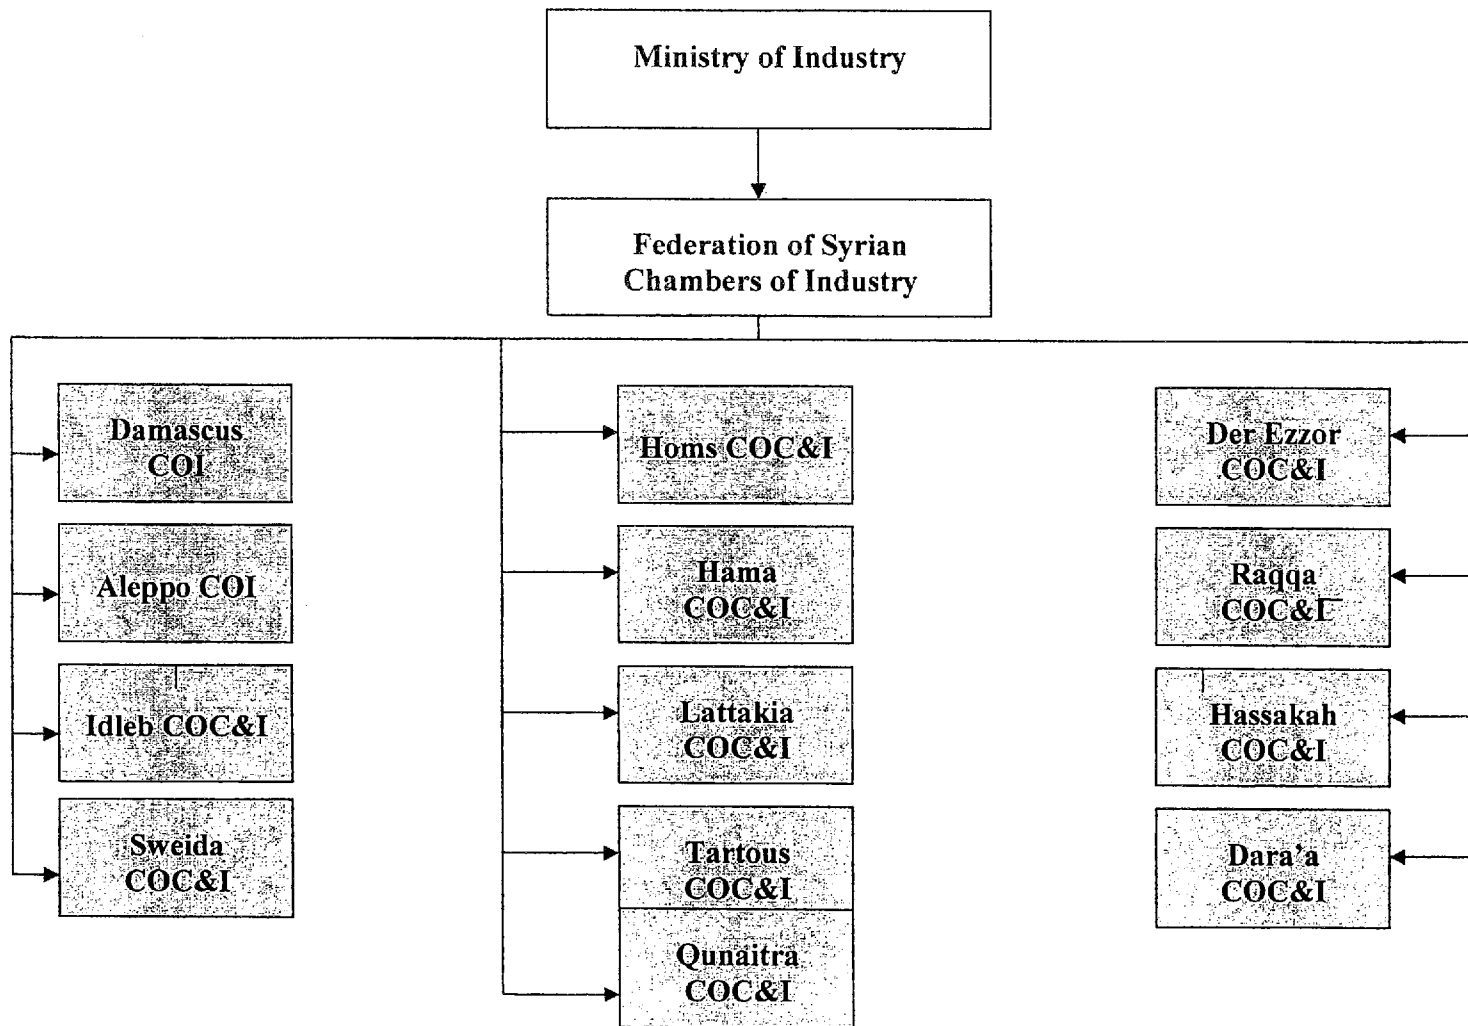 Ministry of Industry
Federation of Syrian
Chambers of Industry
Damascus
COI
Aleppo COI
Idleb COC&I
Sweida
COC&I
Homs COC&I
Hama
COC&I
Lattakia
COC&I
Tartous
COC&I
Qunaitra
COC&I
Der Ezzor
COC&I
Raqqa
COC&I
Hassakah
COC&I
Dara'a
COC&I